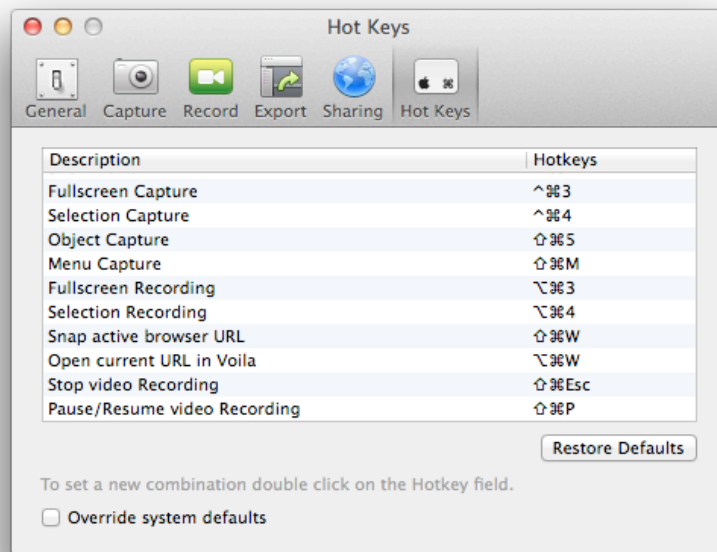 Hot Keys
General Capture Record Export Sharing Hot Keys
Description Hotkeys
Fullscreen Capture ^⌘3
Selection Capture ^⌘4
Object Capture ⇧⌘5
Menu Capture ⇧⌘M
Fullscreen Recording ⌥⌘3
Selection Recording ⌥⌘4
Snap active browser URL ⇧⌘W
Open current URL in Voila ⌥⌘W
Stop video Recording ⇧⌘Esc
Pause/Resume video Recording ⇧⌘P
Restore Defaults
To set a new combination double click on the Hotkey field.
Override system defaults